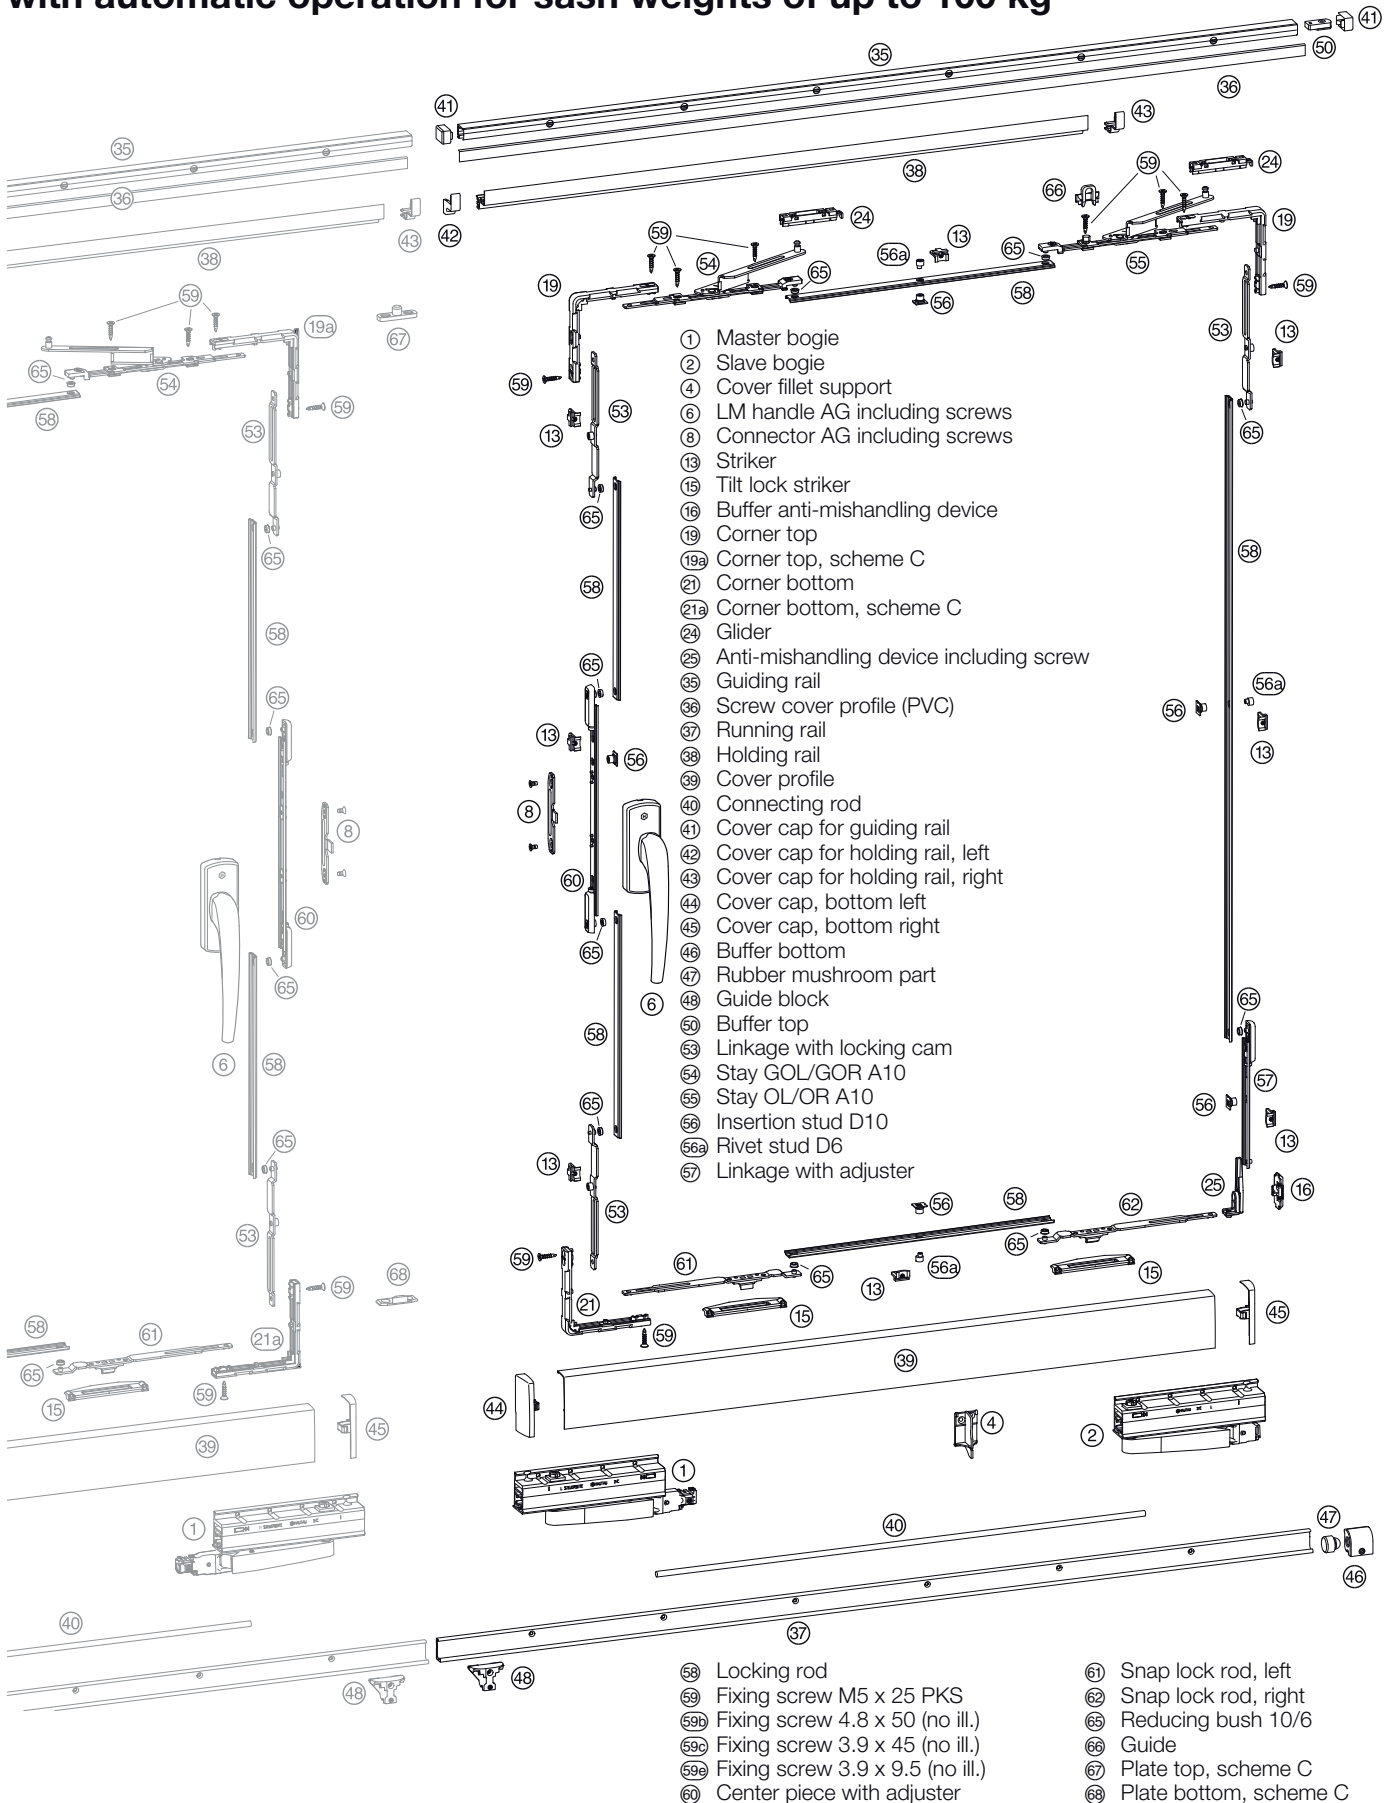 with automatic operation for sash weights of up to 100 kg
1 Master bogie
2 Slave bogie
4 Cover fillet support
6 LM handle AG including screws
8 Connector AG including screws
13 Striker
15 Tilt lock striker
16 Buffer anti-mishandling device
19 Corner top
19a Corner top, scheme C
21 Corner bottom
21a Corner bottom, scheme C
24 Glider
25 Anti-mishandling device including screw
35 Guiding rail
36 Screw cover profile (PVC)
37 Running rail
38 Holding rail
39 Cover profile
40 Connecting rod
41 Cover cap for guiding rail
42 Cover cap for holding rail, left
43 Cover cap for holding rail, right
44 Cover cap, bottom left
45 Cover cap, bottom right
46 Buffer bottom
47 Rubber mushroom part
48 Guide block
50 Buffer top
53 Linkage with locking cam
54 Stay GOL/GOR A10
55 Stay OL/OR A10
56 Insertion stud D10
56a Rivet stud D6
57 Linkage with adjuster
58 Locking rod
59 Fixing screw M5 x 25 PKS
59b Fixing screw 4.8 x 50 (no ill.)
59c Fixing screw 3.9 x 45 (no ill.)
59e Fixing screw 3.9 x 9.5 (no ill.)
60 Center piece with adjuster
61 Snap lock rod, left
62 Snap lock rod, right
65 Reducing bush 10/6
66 Guide
67 Plate top, scheme C
68 Plate bottom, scheme C